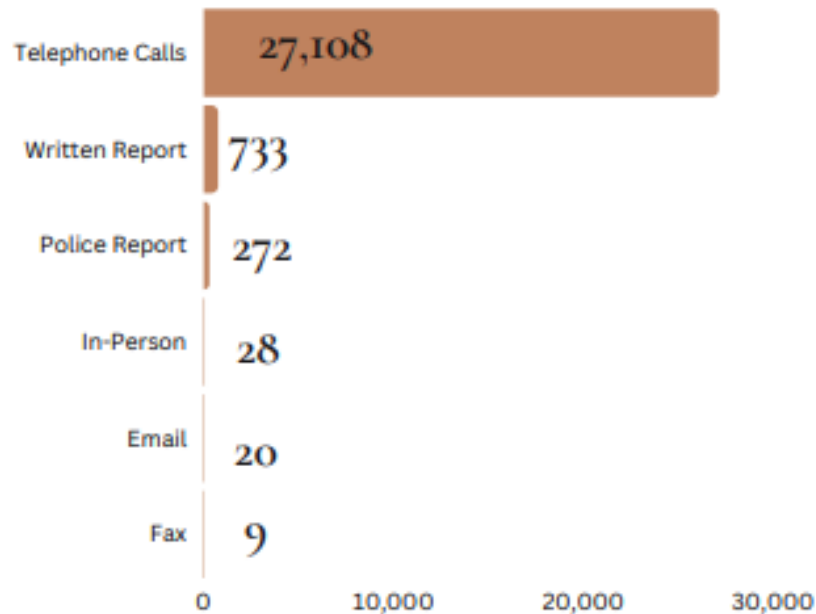 Telephone Calls 27,108
Written Report 733
Police Report 272
In-Person 28
Email 20
Fax 9
0 10,000 20,000 30,000